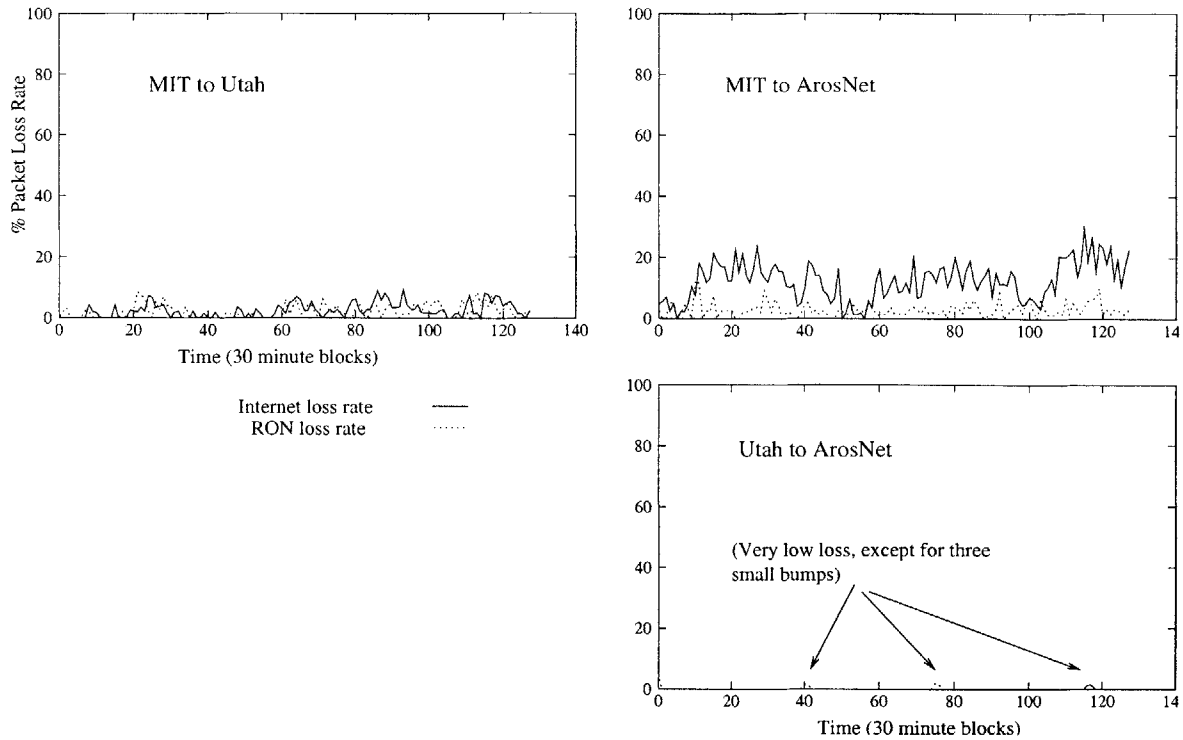 100
80
60
40
20
0
% Packet Loss Rate
MIT to Utah
0 20 40 60 80 100 120 140
Time (30 minute blocks)
Internet loss rate
RON loss rate
100
80
60
40
20
0
MIT to ArosNet
0 20 40 60 80 100 120 14
100
80
60
40
20
0
Utah to ArosNet
(Very low loss, except for three
small bumps)
0 20 40 60 80 100 120 14
Time (30 minute blocks)